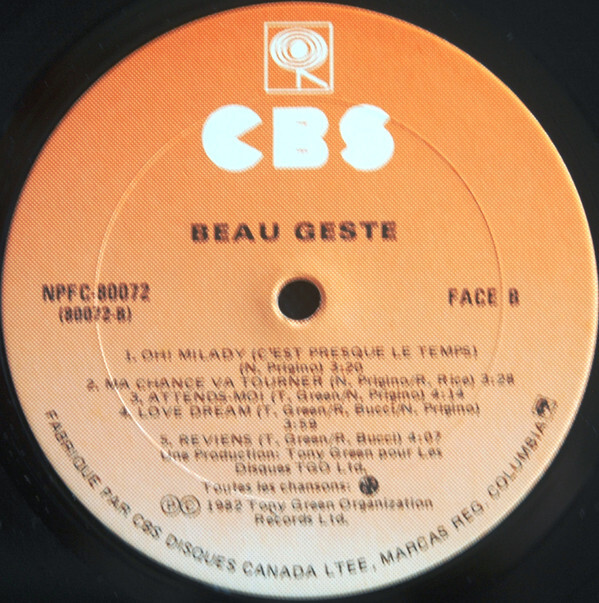 CBS
BEAU GESTE
NPFC-80072
(80072-B)
FACE B
1. OH! MILADY (C'EST PRESQUE LE TEMPS)
(N. Prigino) 3:20
2. MA CHANCE VA TOURNER (N. Prigino/R. Rice) 3:28
3. ATTENDS-MOI (T. Green/N. Prigino) 4:14
4. LOVE DREAM (T. Green/R. Bucci/N. Prigino)
3:59
5. REVIENS (T. Green/R. Bucci) 4:07
Une Production: Tony Green pour Les
Disques TGO Ltd.
Toutes les chansons:
Ⓟ © 1982 Tony Green Organization
Records Ltd.
FABRIQUE PAR CBS DISQUES CANADA LTEE, MARCAS REG. COLUMBIA